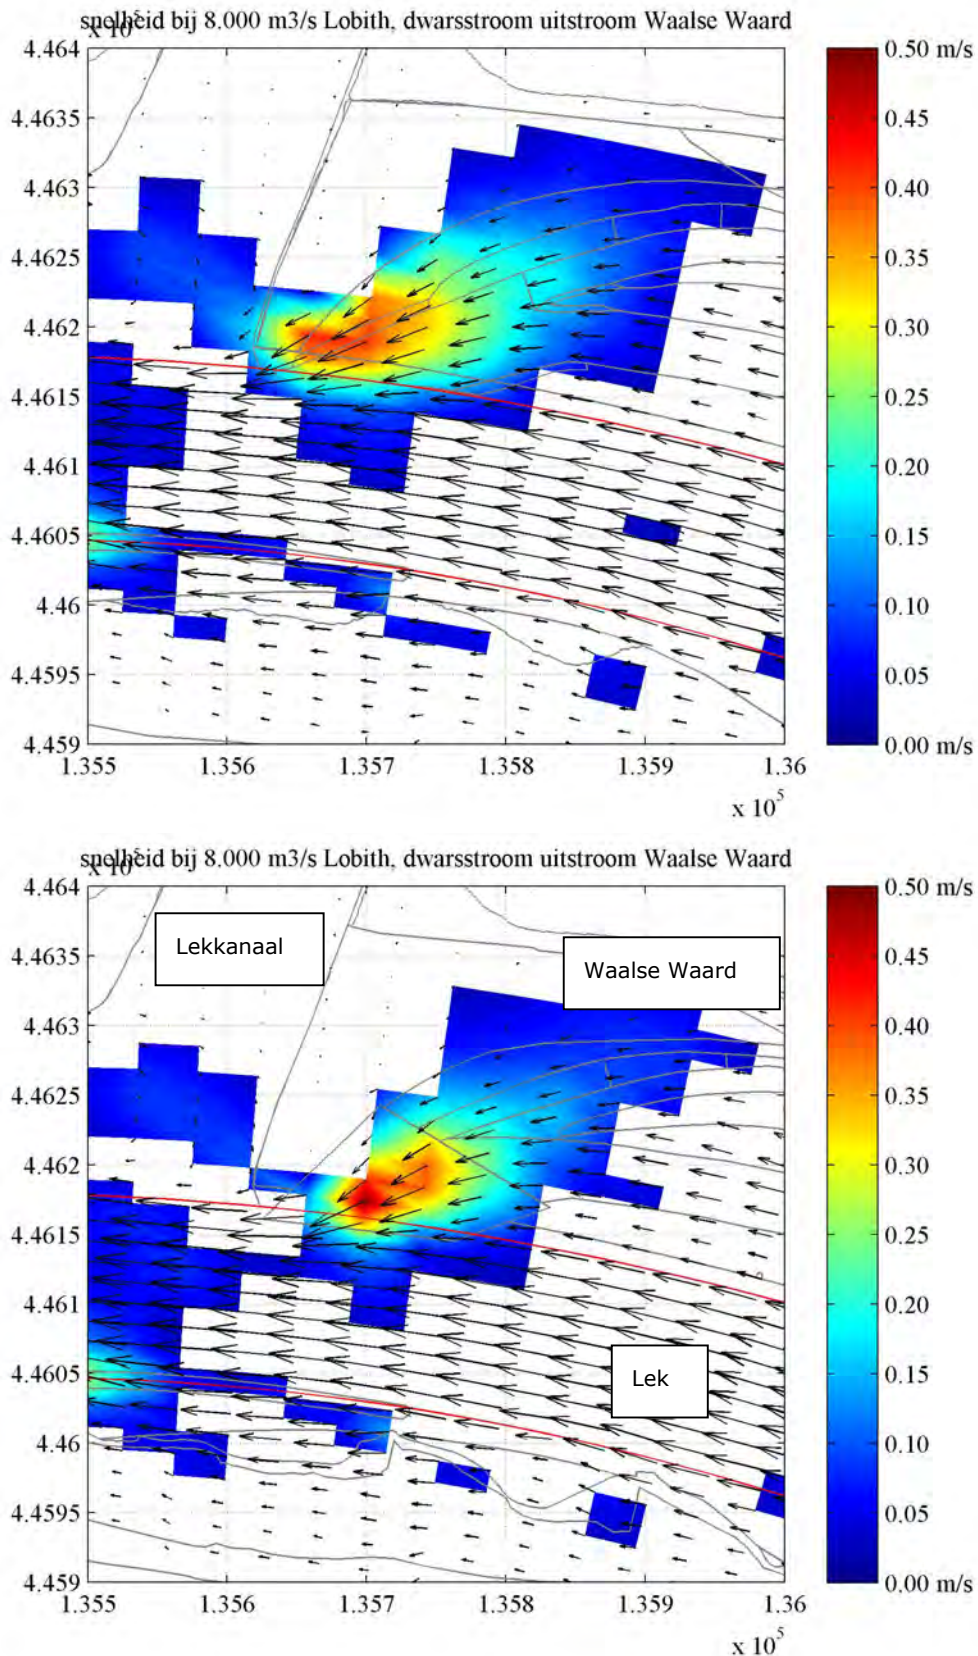 snelheid bij 8.000 m3/s Lobith, dwarsstroom uitstroom Waalse Waard
x 10⁵
4.464
4.4635
4.463
4.4625
4.462
4.4615
4.461
4.4605
4.46
4.4595
4.459
1.355 1.356 1.357 1.358 1.359 1.36
x 10⁵
0.50 m/s
0.45
0.40
0.35
0.30
0.25
0.20
0.15
0.10
0.05
0.00 m/s
snelheid bij 8.000 m3/s Lobith, dwarsstroom uitstroom Waalse Waard
x 10⁵
4.464
4.4635
4.463
4.4625
4.462
4.4615
4.461
4.4605
4.46
4.4595
4.459
Lekkanaal
Waalse Waard
Lek
1.355 1.356 1.357 1.358 1.359 1.36
x 10⁵
0.50 m/s
0.45
0.40
0.35
0.30
0.25
0.20
0.15
0.10
0.05
0.00 m/s